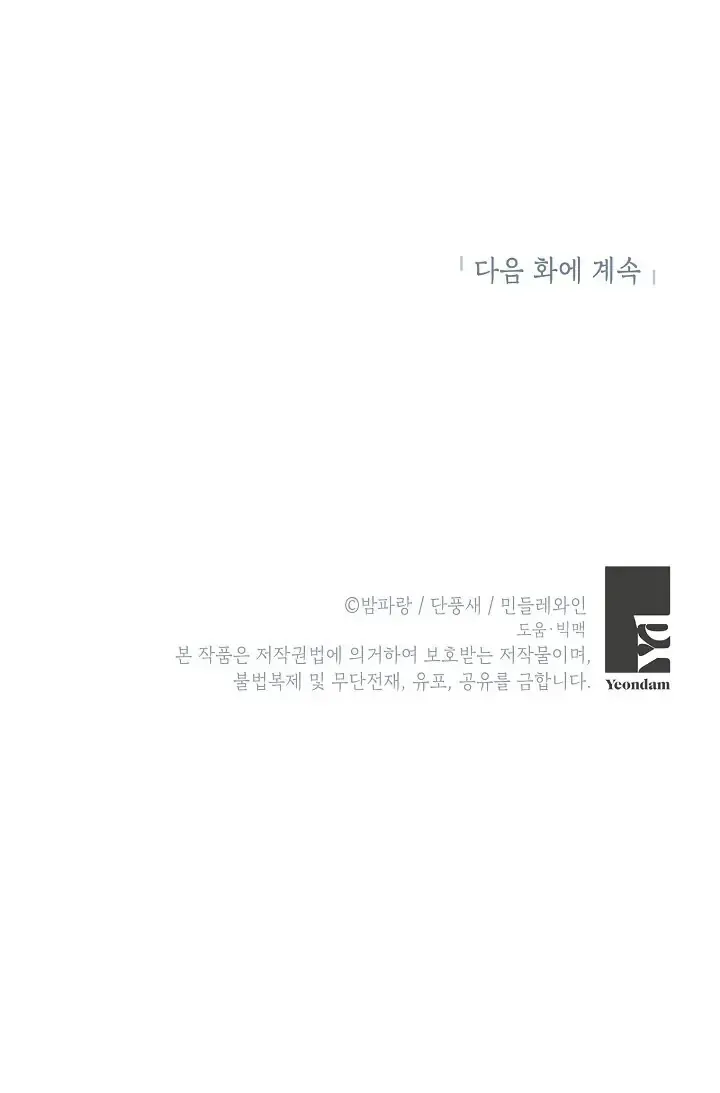 「다음 화에 계속」
©밤파랑 / 단풍새 / 민들레와인
도움·빅맥
본 작품은 저작권법에 의거하여 보호받는 저작물이며,
불법복제 및 무단전재, 유포, 공유를 금합니다.
Ya
Yeondam